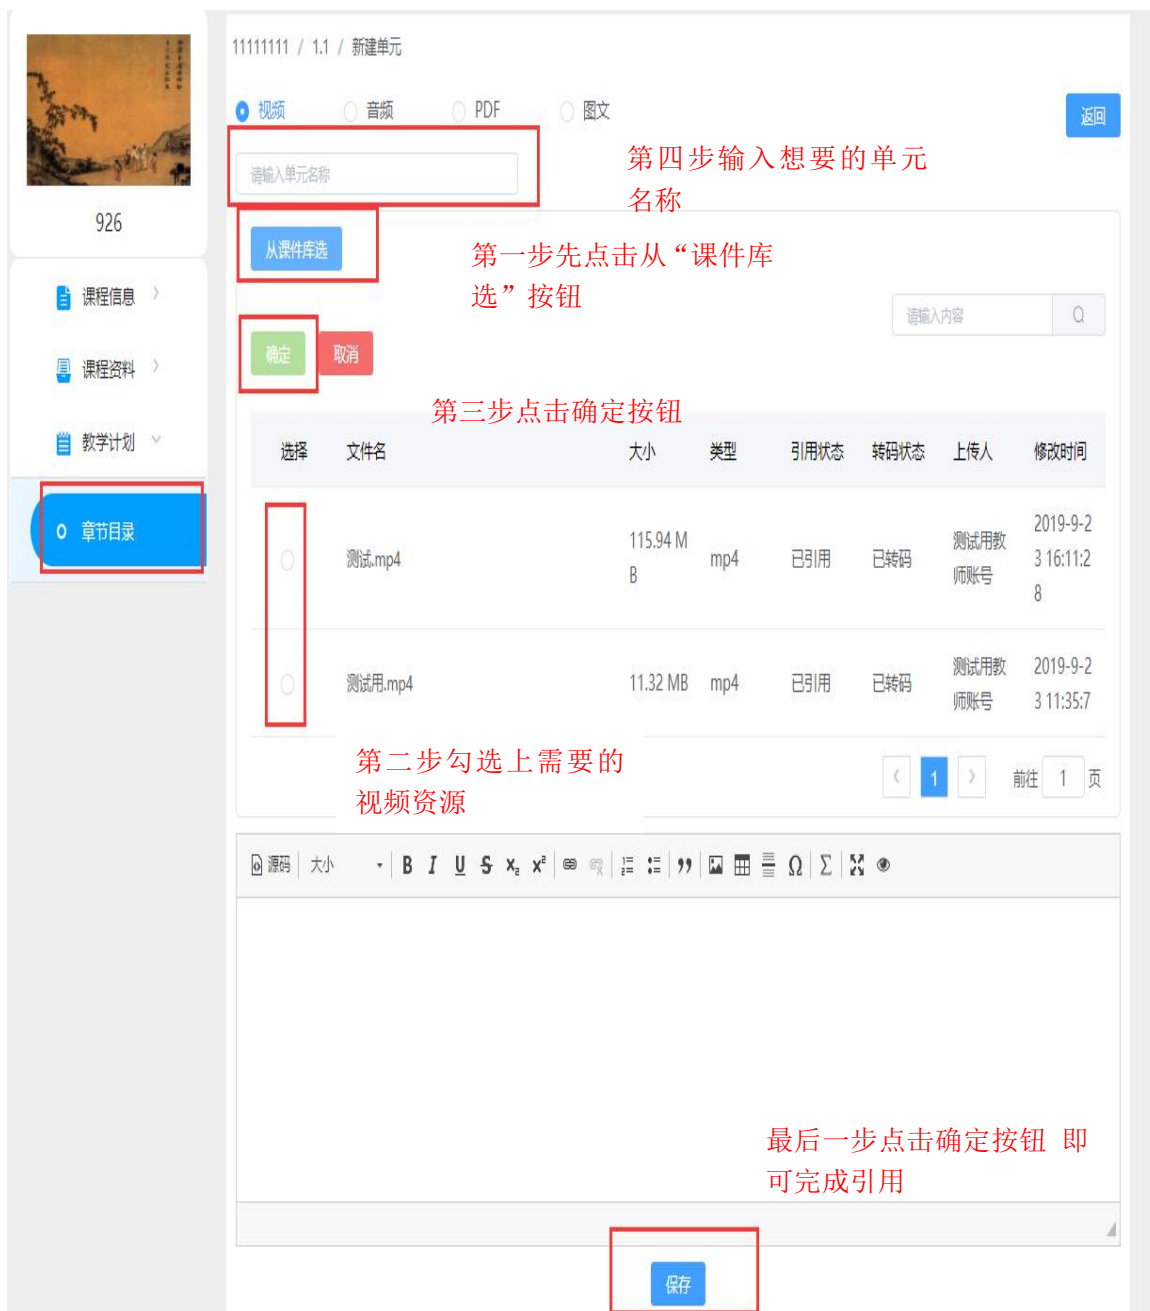 11111111 / 1.1 / 新建单元
视频 音频 PDF 图文
返回
请输入单元名称
第四步输入想要的单元
名称
926
从课件库选
第一步先点击从“课件库
选”按钮
课程信息
请输入内容
确定 取消
课程资料
第三步点击确定按钮
教学计划
选择 文件名 大小 类型 引用状态 转码状态 上传人 修改时间
章节目录
测试.mp4 115.94 M
B mp4 已引用 已转码 测试用教
师账号 2019-9-2
3 16:11:2
8
测试用.mp4 11.32 MB mp4 已引用 已转码 测试用教
师账号 2019-9-2
3 11:35:7
第二步勾选上需要的
视频资源
1 前往 1 页
源码 大小 B I U S x₂ x² Ω Σ
最后一步点击确定按钮 即
可完成引用
保存